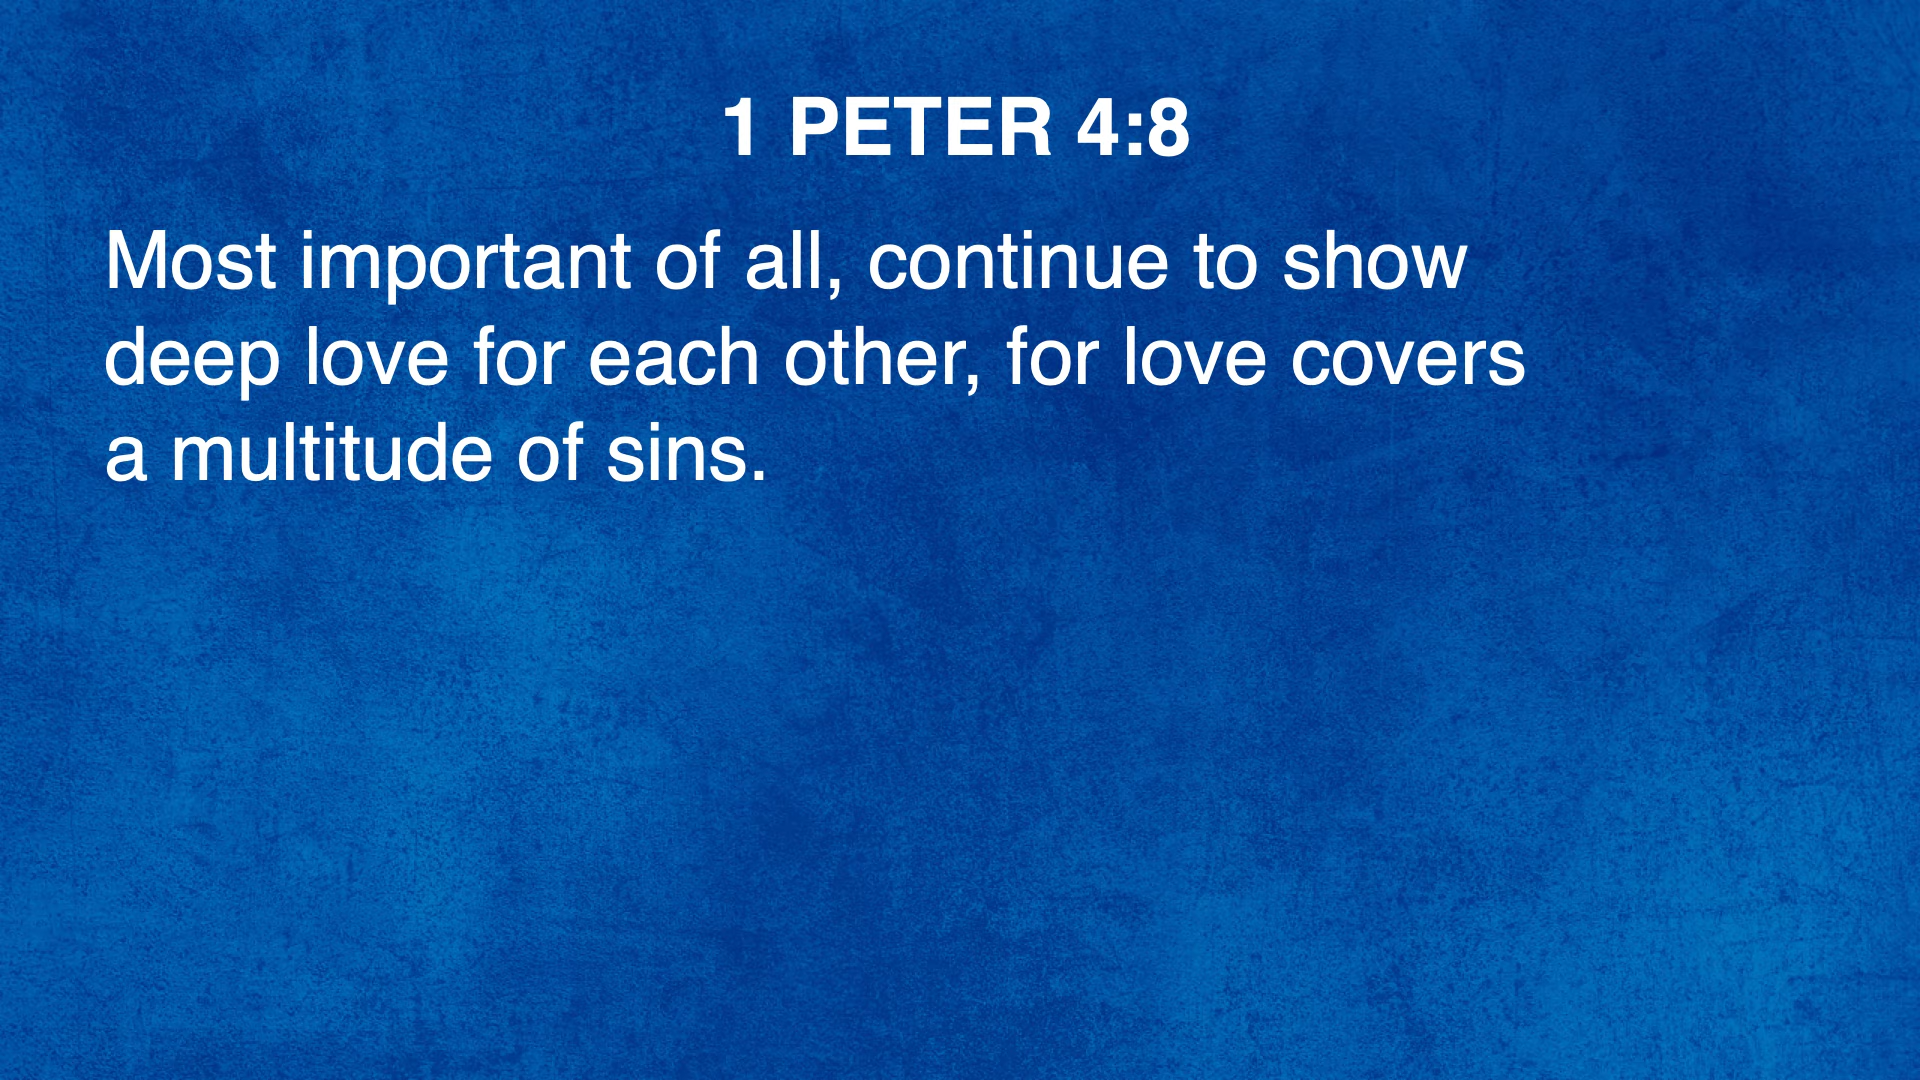 1 PETER 4:8
Most important of all, continue to show
deep love for each other, for love covers
a multitude of sins.